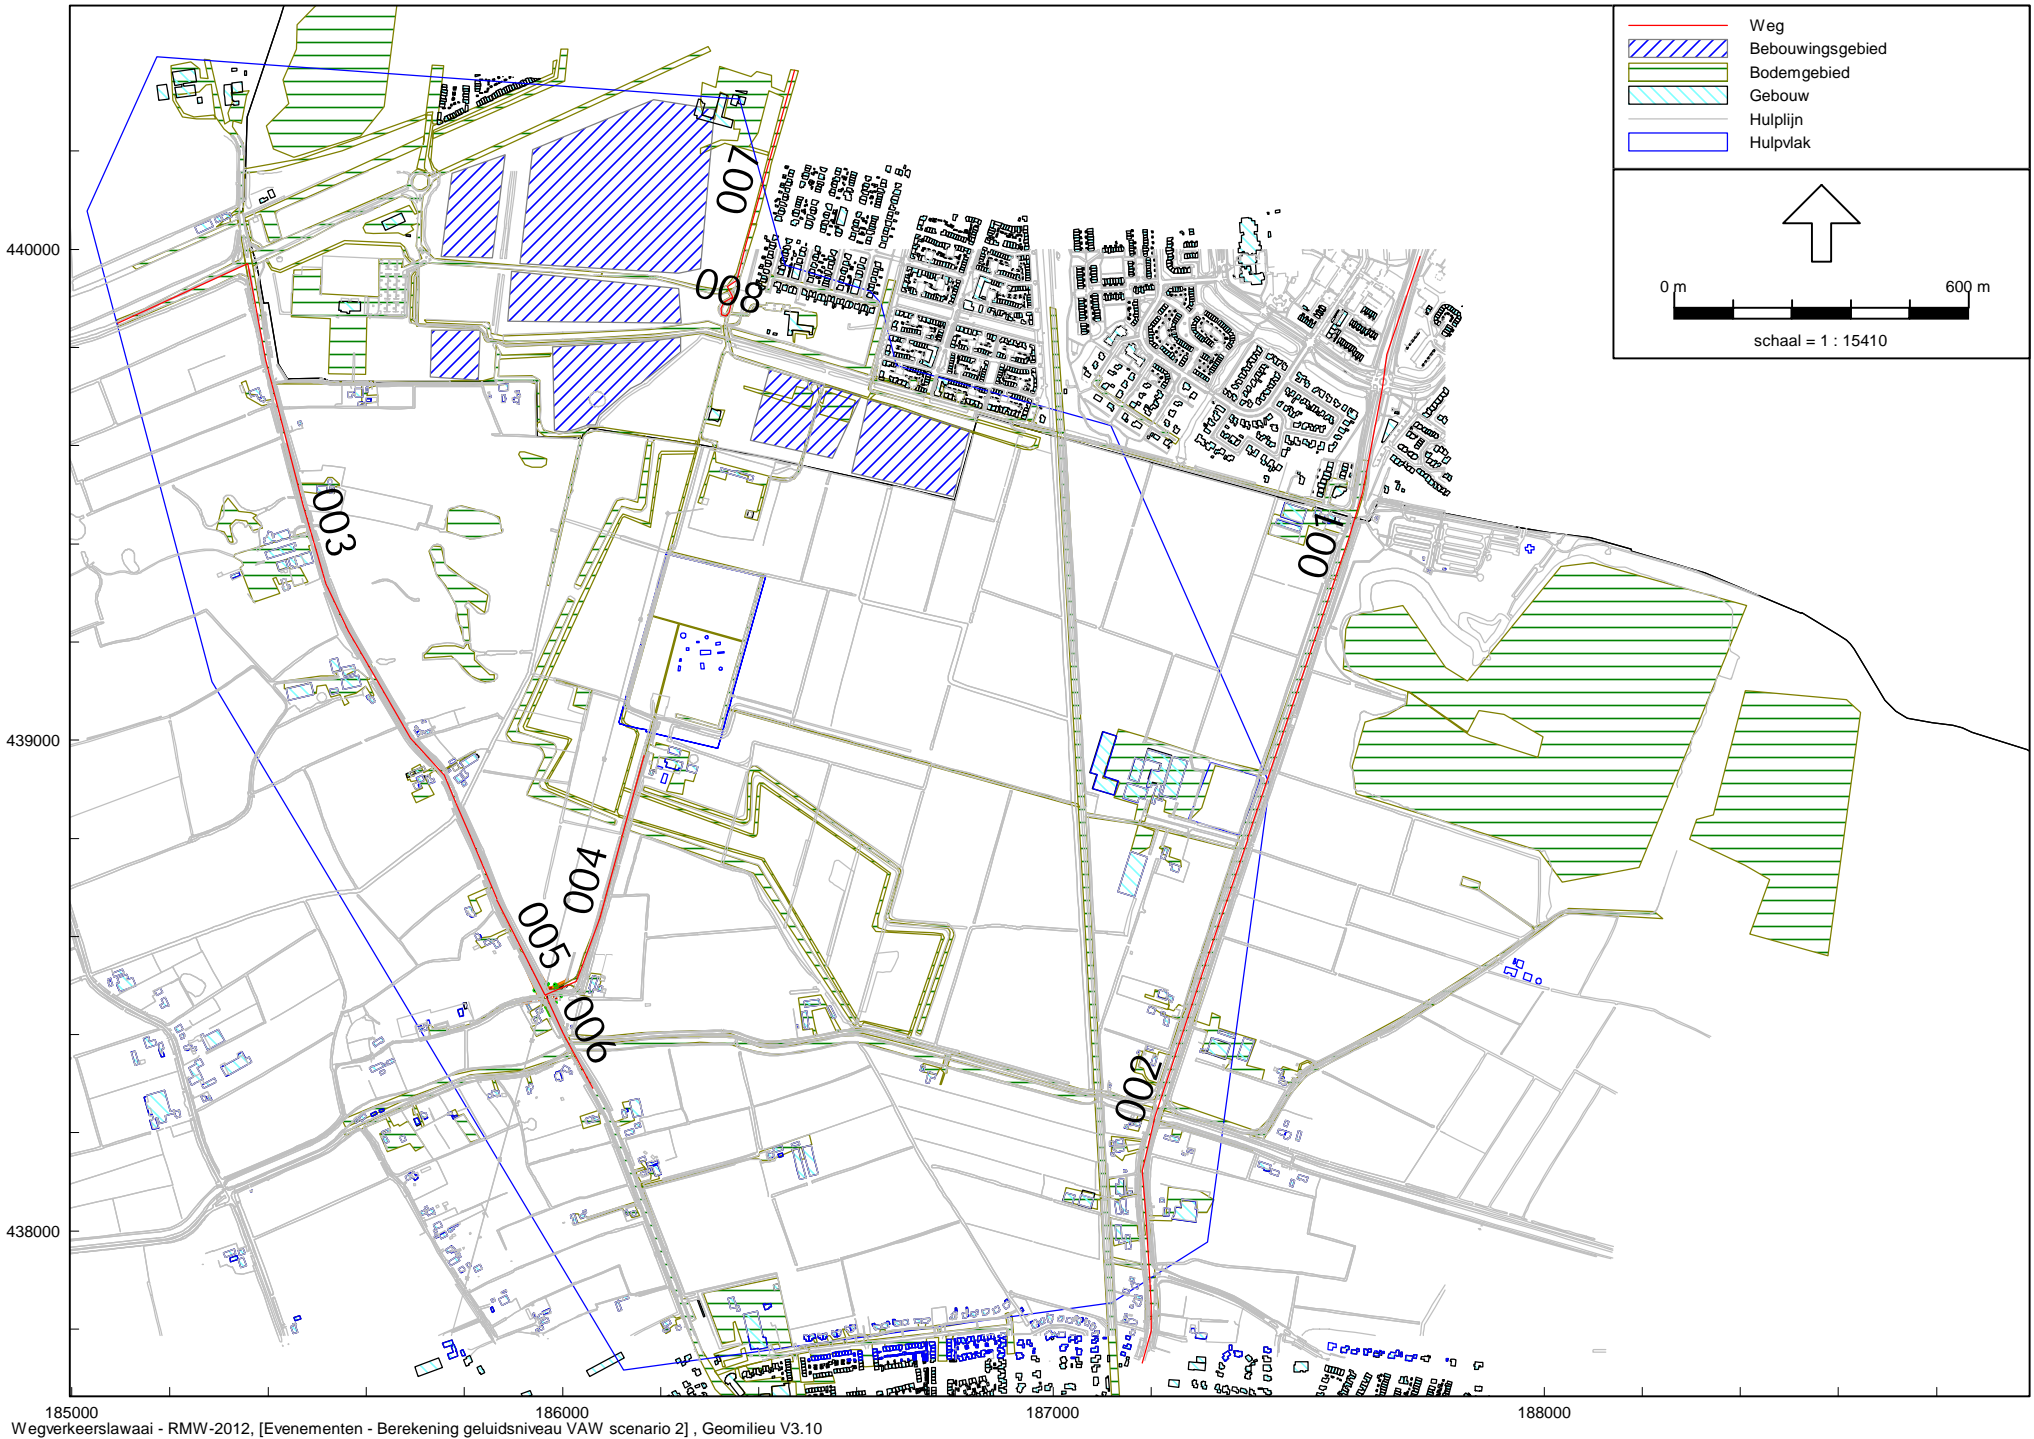 Weg
Bebouwingsgebied
Bodemgebied
Gebouw
Hulplijn
Hulpvlak
0 m 600 m
schaal = 1 : 15410
007
008
003
001
004
005
006
002
440000
439000
438000
185000 186000 187000 188000
Wegverkeerslawaai - RMW-2012, [Evenementen - Berekening geluidsniveau VAW scenario 2] , Geomilieu V3.10